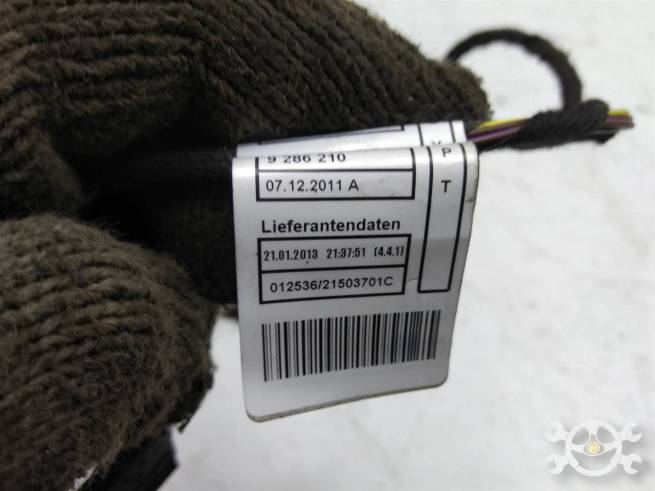 9 286 210
07.12.2011 A
P
T
Lieferantendaten
21.01.2013 21:37:51 (4.4.1)
012536/21503701C